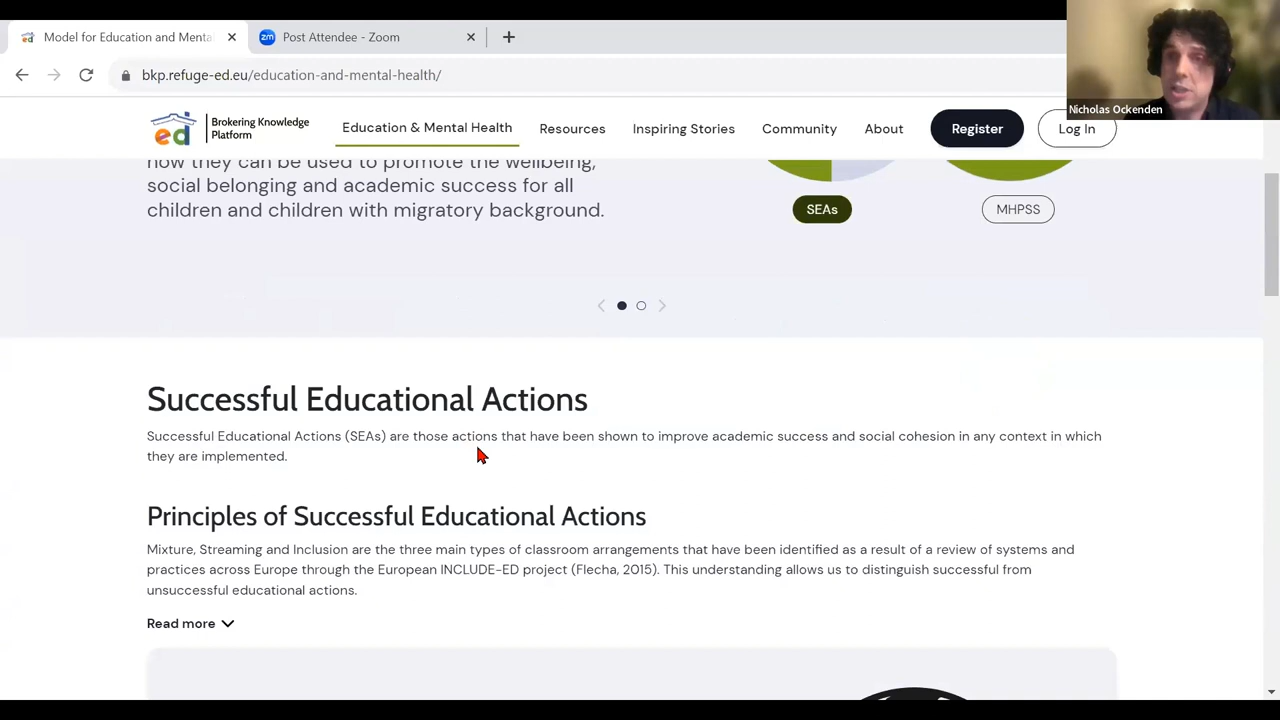 Model for Education and Menta
Post Attendee - Zoom
bkp.refuge-ed.eu/education-and-mental-health/
Nicholas Ockenden
ed
Brokering Knowledge
Platform
Education & Mental Health
Resources
Inspiring Stories
Community
About
Register
Log In
how they can be used to promote the wellbeing,
social belonging and academic success for all
children and children with migratory background.
SEAs
MHPSS
Successful Educational Actions
Successful Educational Actions (SEAs) are those actions that have been shown to improve academic success and social cohesion in any context in which
they are implemented.
Principles of Successful Educational Actions
Mixture, Streaming and Inclusion are the three main types of classroom arrangements that have been identified as a result of a review of systems and
practices across Europe through the European INCLUDE-ED project (Flecha, 2015). This understanding allows us to distinguish successful from
unsuccessful educational actions.
Read more